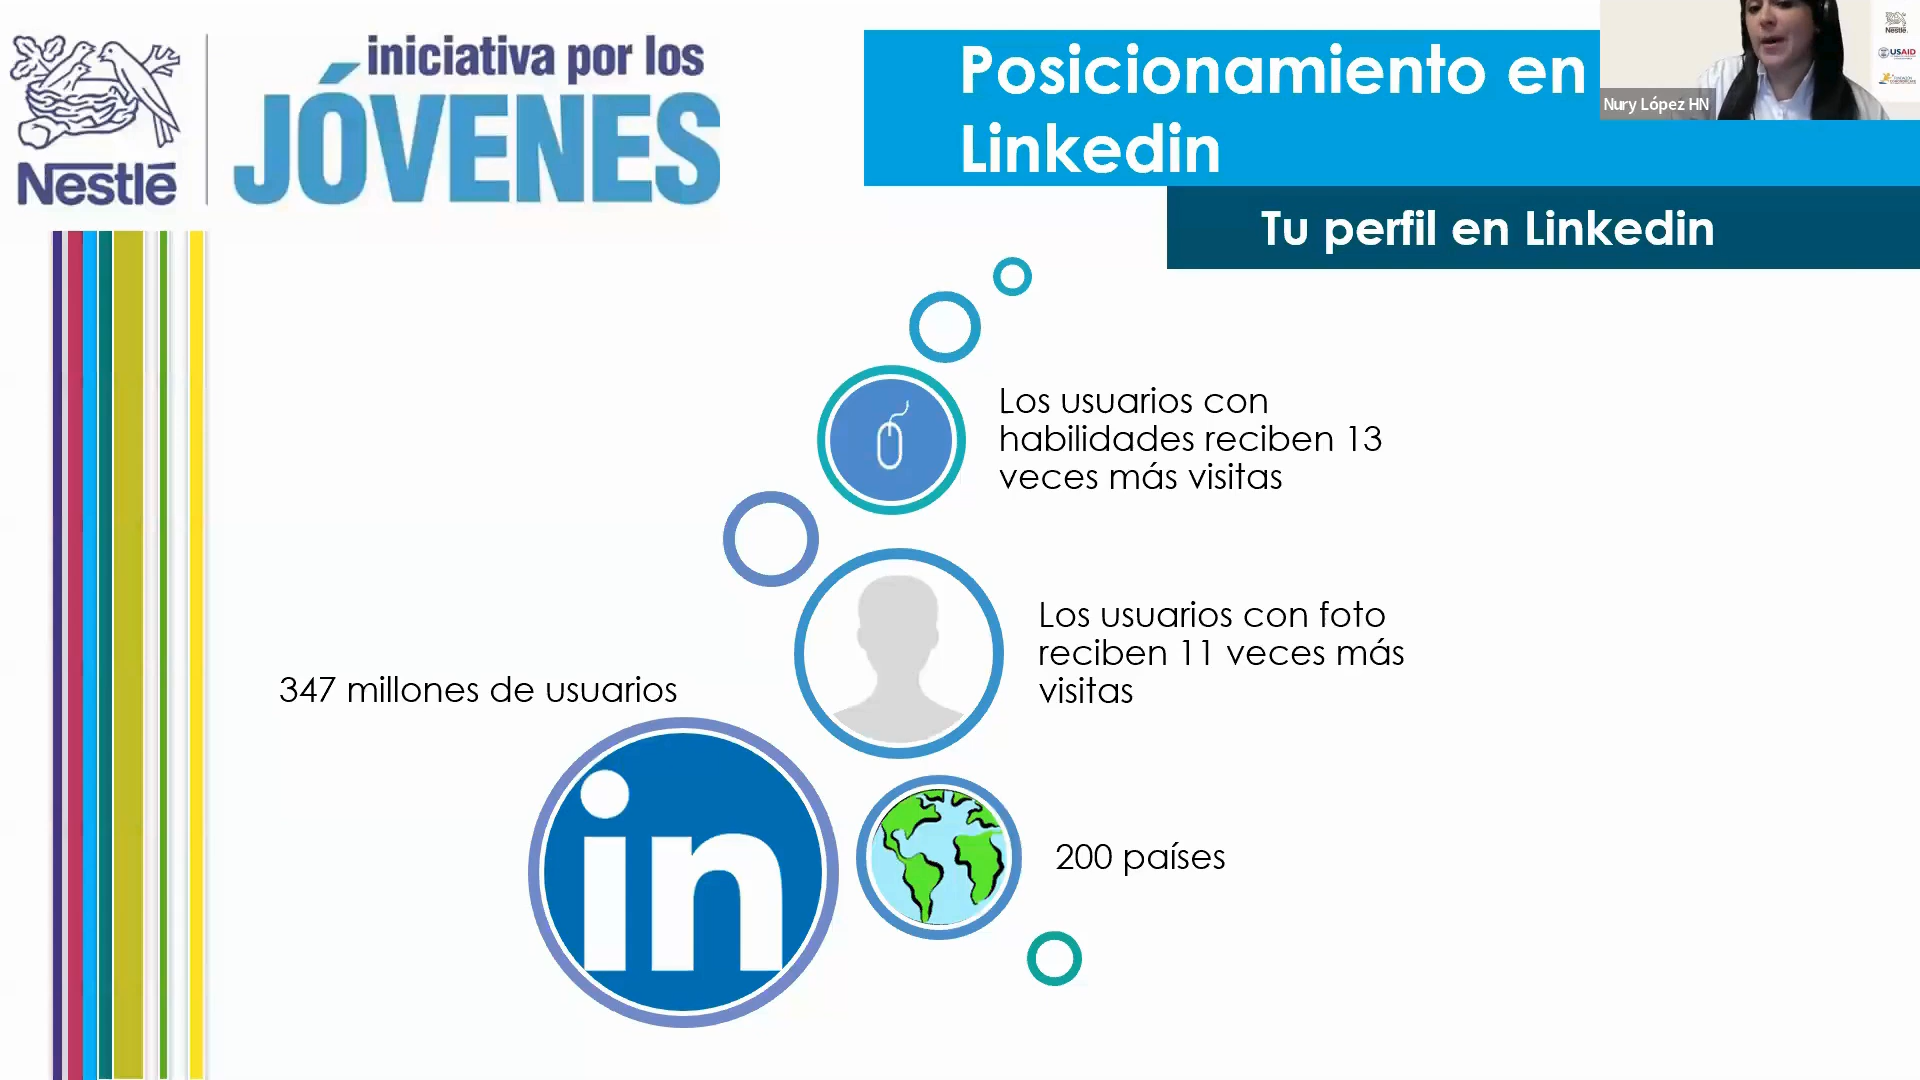 iniciativa por los
JÓVENES
Nestlé
Posicionamiento en
Linkedin
Nury López HN
Nestlé
USAID
Tu perfil en Linkedin
Los usuarios con
habilidades reciben 13
veces más visitas
Los usuarios con foto
reciben 11 veces más
visitas
347 millones de usuarios
in
200 países